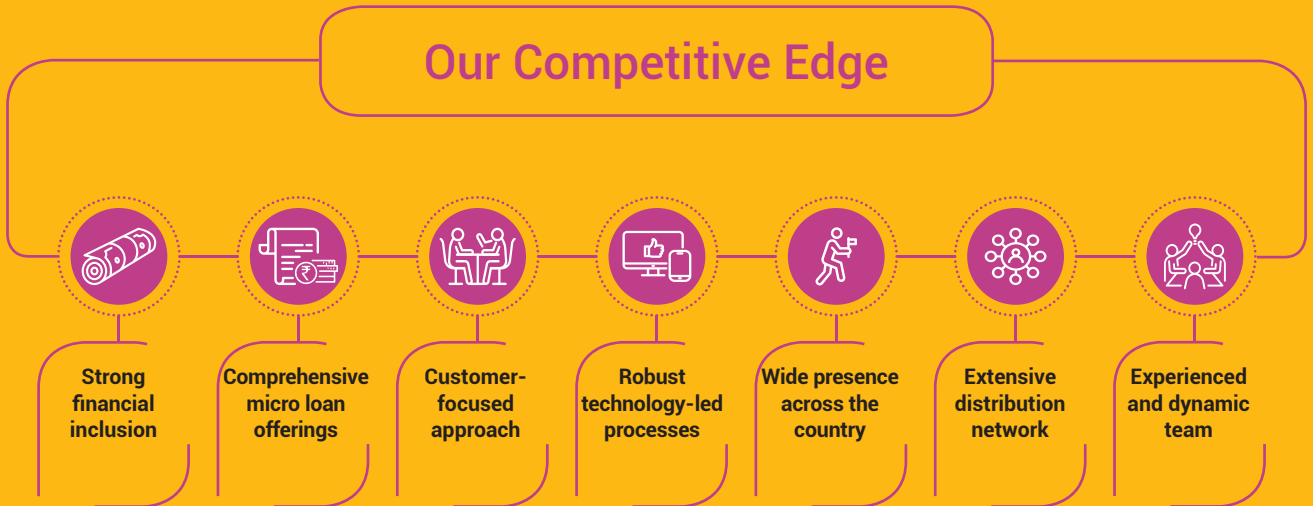 Our Competitive Edge
₹
Strong
financial
inclusion
Comprehensive
micro loan
offerings
Customer-
focused
approach
Robust
technology-led
processes
Wide presence
across the
country
Extensive
distribution
network
Experienced
and dynamic
team